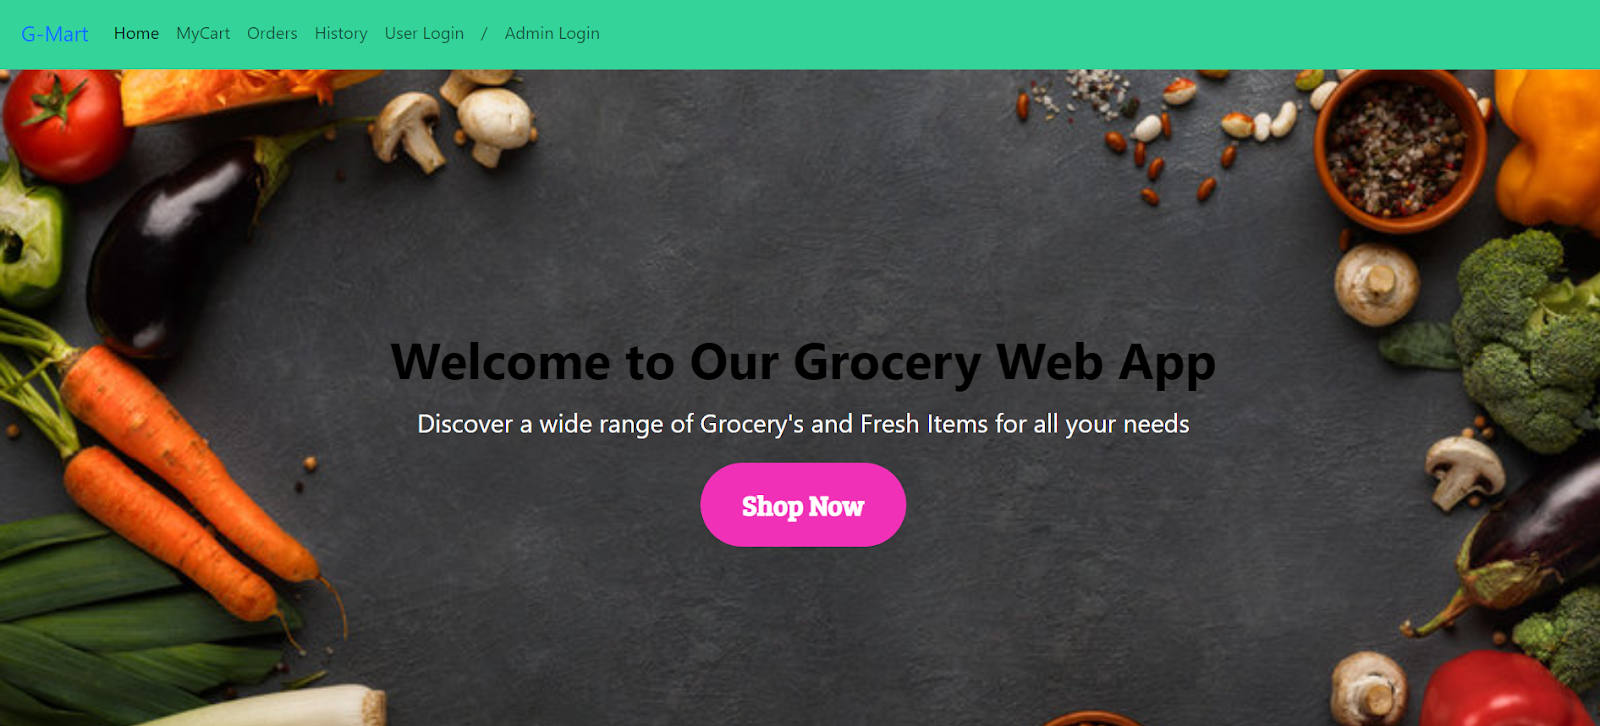 G-Mart Home MyCart Orders History User Login / Admin Login
Welcome to Our Grocery Web App
Discover a wide range of Grocery's and Fresh Items for all your needs
Shop Now